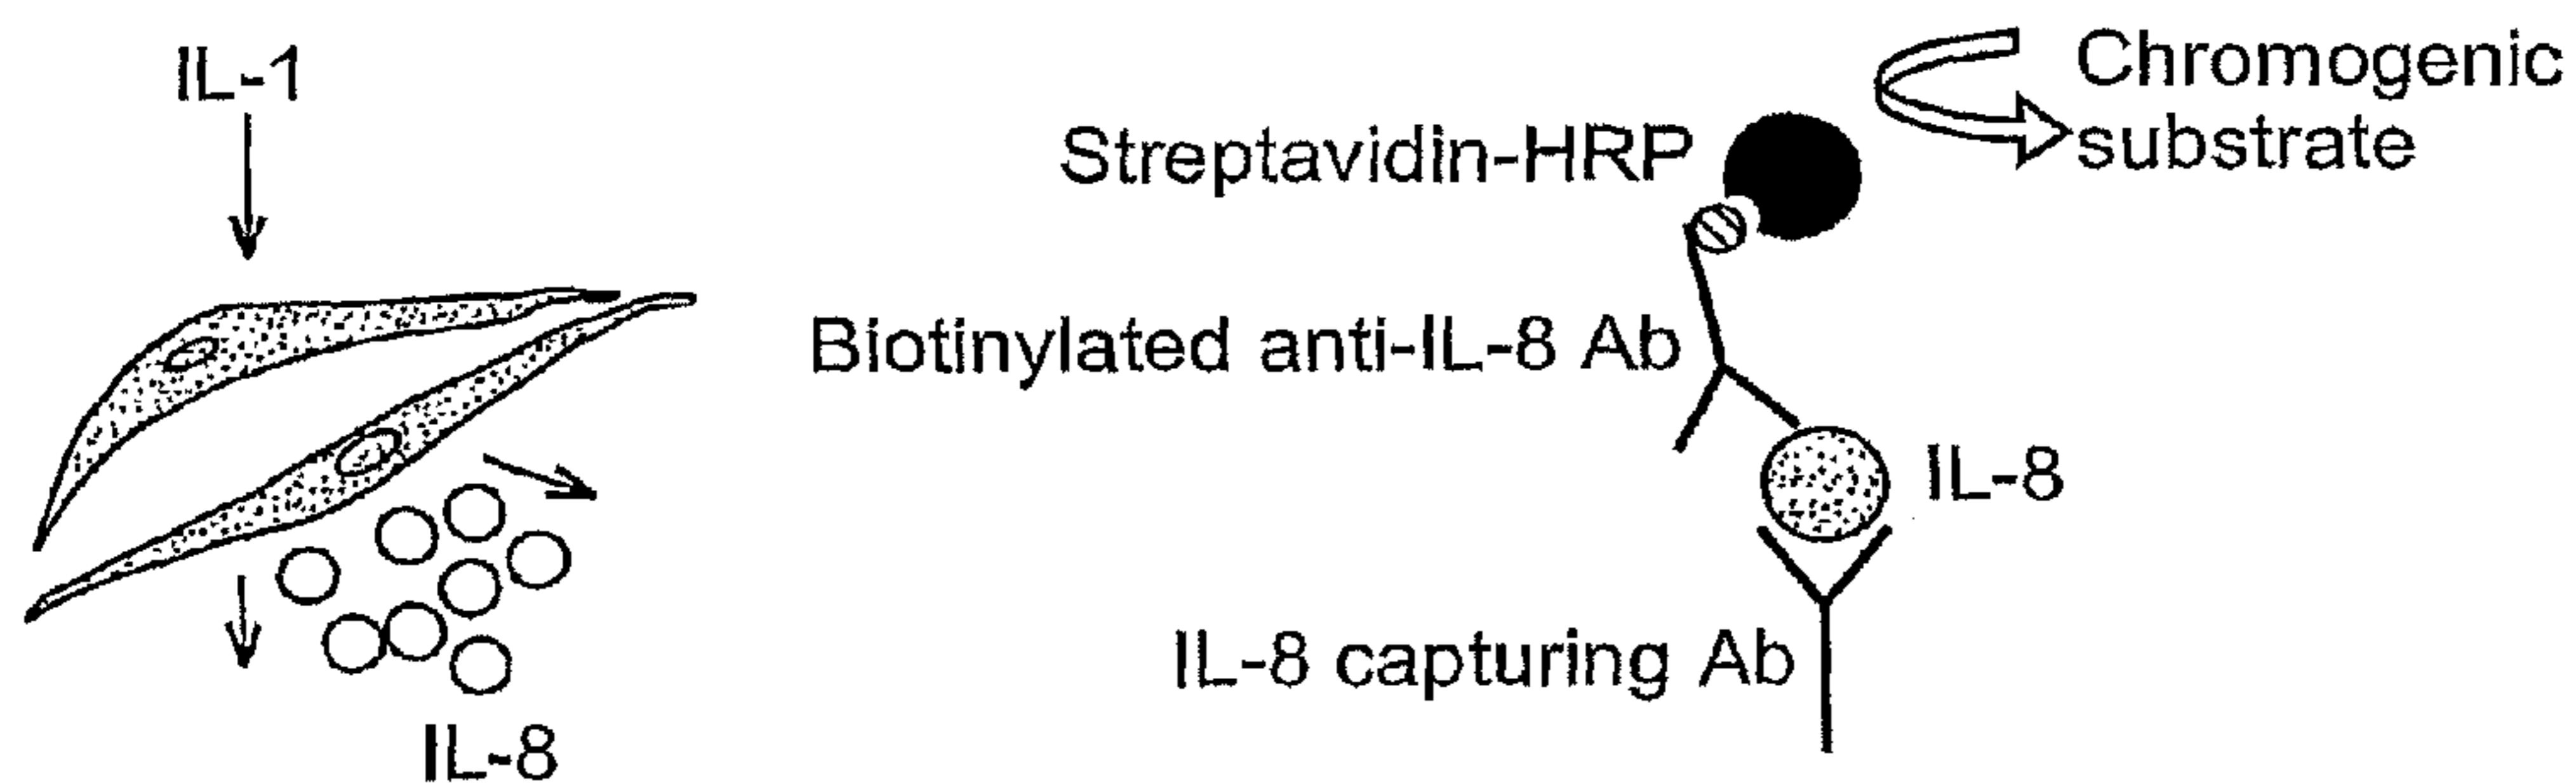 IL-1
IL-8
Chromogenic
substrate
Streptavidin-HRP
Biotinylated anti-IL-8 Ab
IL-8
IL-8 capturing Ab